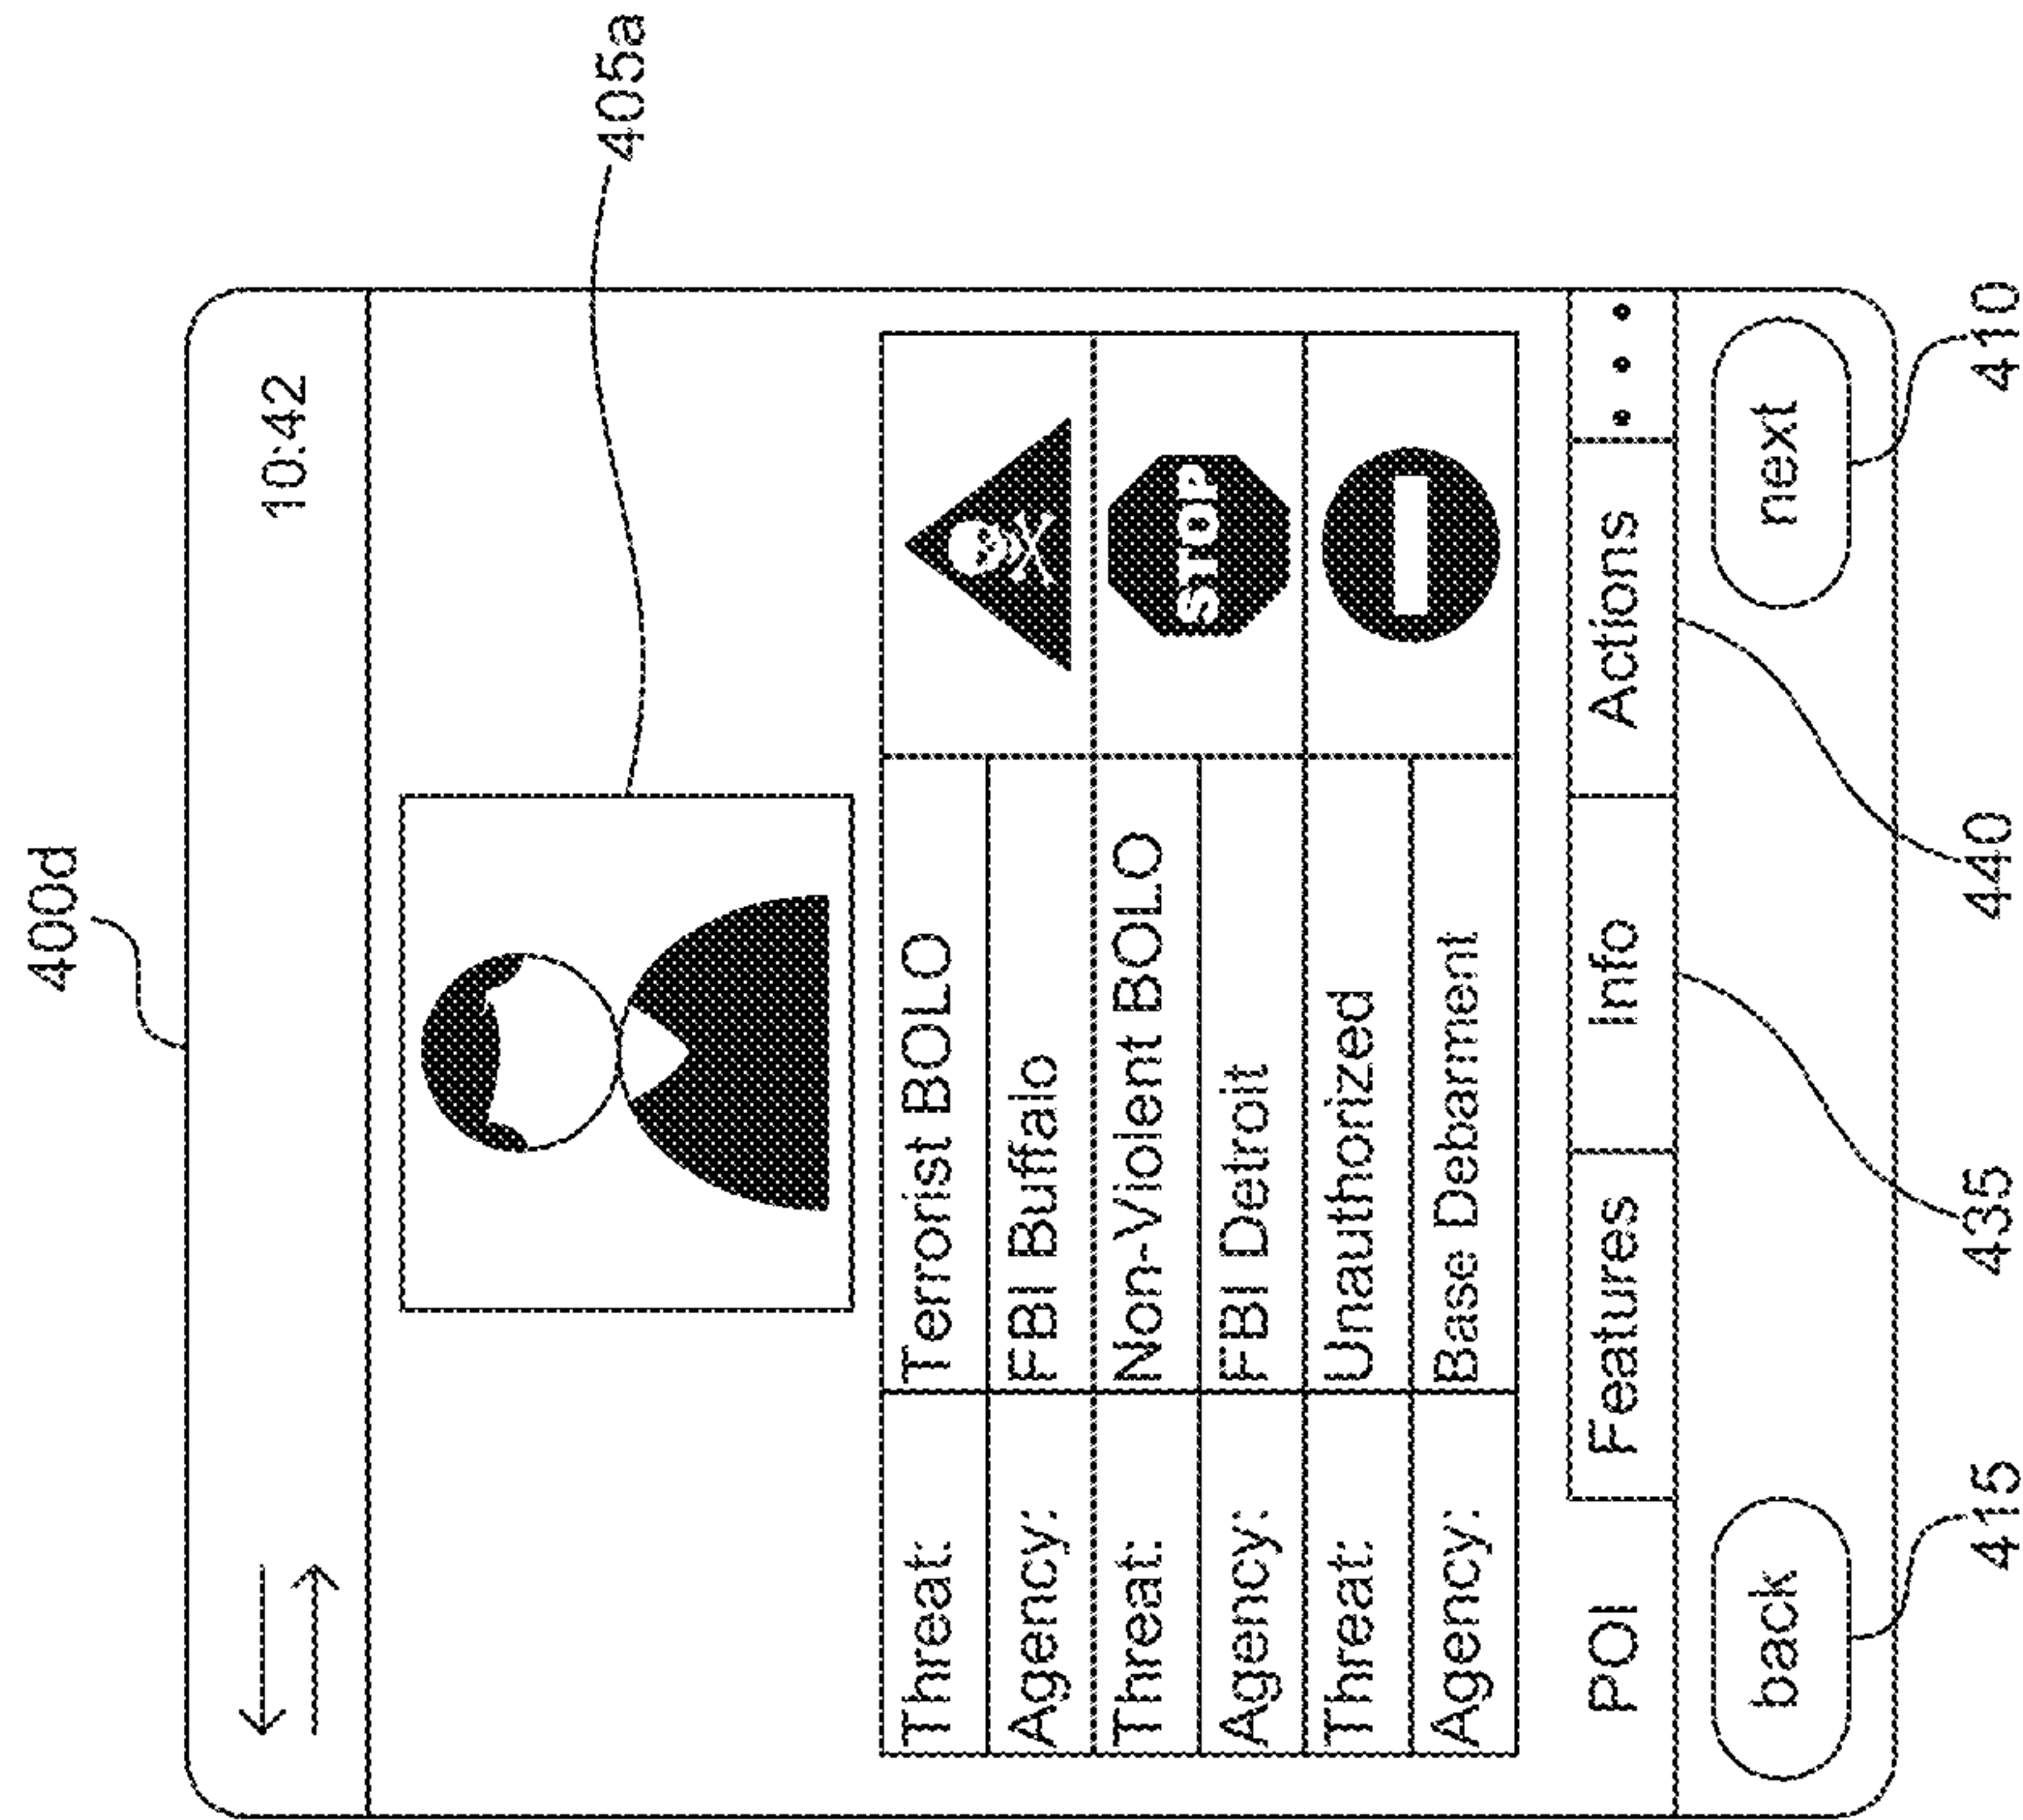 400d
10:42
405a
Threat: Terrorist BOLO
Agency: FBI Buffalo
Threat: Non-Violent BOLO
STOP
Agency: FBI Detroit
Threat: Unauthorized
Agency: Base Debarment
POI Features Info Actions
back next
415 435 440 410